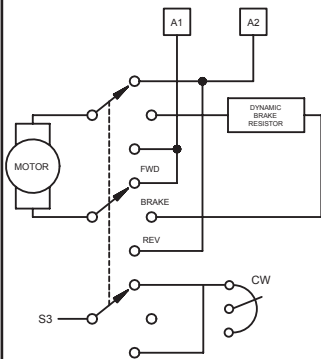 A1
A2
DYNAMIC
BRAKE
RESISTOR
MOTOR
FWD
BRAKE
REV
CW
S3